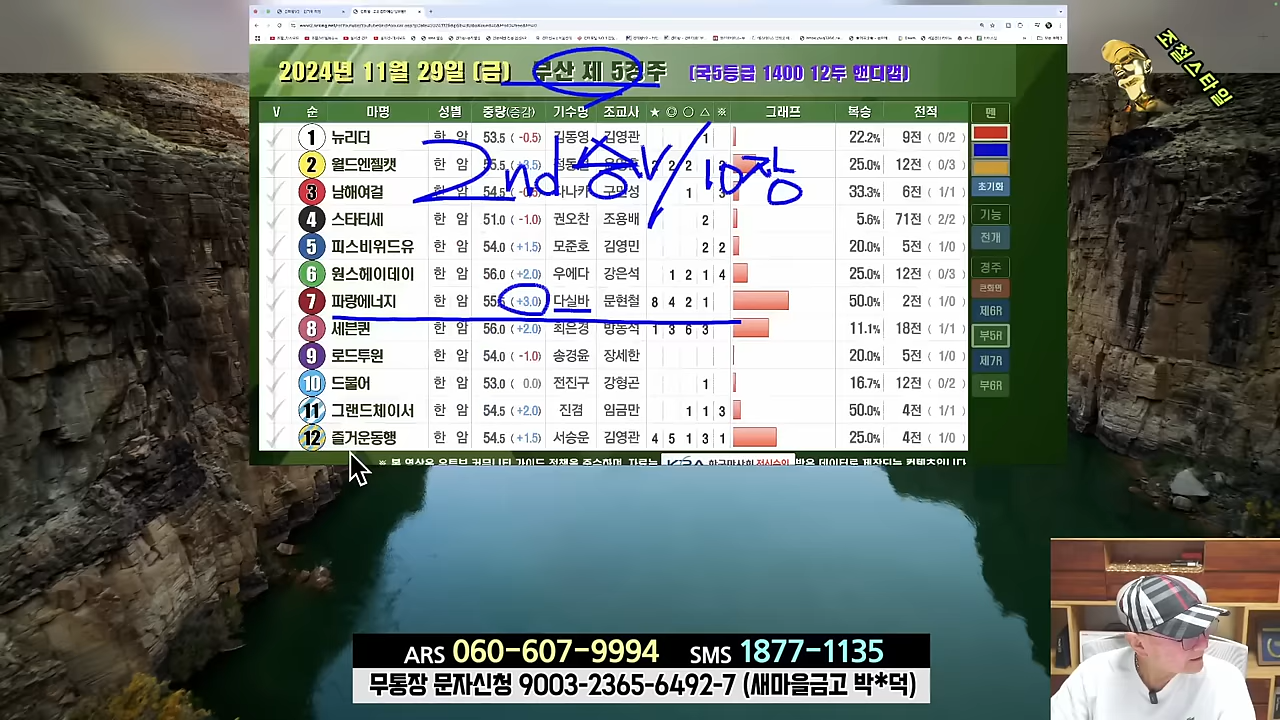 2024년 11월 29일 (금) 부산 제 5경주 (국5등급 1400 12두 핸디캡)
조철스타일
V 순 마명 성별 중량(증감) 기수명 조교사 ★ ◎ ○ △ ※ 그래프 복승 전적 펜
1 뉴리더 한 암 53.5 (-0.5) 김동영 김영관 1 22.2% 9전 ( 0/2 )
2 월드엔젤캣 한 암 2 2 25.0% 12전 ( 0/3 )
3 남해여걸 한 암 54.5 1 3 33.3% 6전 ( 1/1 )
초기화
2nd 승부 / 10장
4 스타티세 한 암 51.0 (-1.0) 권오찬 조용배 2 5.6% 71전 ( 2/2 )
기능
5 피스비위드유 한 암 54.0 (+1.5) 모준호 김영민 2 2 20.0% 5전 ( 1/0 )
전개
6 원스헤이데이 한 암 56.0 (+2.0) 우에다 강은석 1 2 1 4 25.0% 12전 ( 0/3 )
경주
큰화면
7 파랑에너지 한 암 55.5 (+3.0) 다실바 문현철 8 4 2 1 50.0% 2전 ( 1/0 )
제6R
8 세븐퀸 한 암 56.0 (+2.0) 최은경 방동석 1 3 6 3 11.1% 18전 ( 1/1 )
부5R
9 로드투원 한 암 54.0 (-1.0) 송경윤 장세한 20.0% 5전 ( 1/0 )
제7R
10 드물어 한 암 53.0 ( 0.0) 전진구 강형곤 1 16.7% 12전 ( 0/2 )
부6R
11 그랜드체이서 한 암 54.5 (+2.0) 진겸 임금만 1 1 3 50.0% 4전 ( 1/1 )
12 즐거운동행 한 암 54.5 (+1.5) 서승운 김영관 4 5 1 3 1 25.0% 4전 ( 1/0 )
ARS 060-607-9994 SMS 1877-1135
무통장 문자신청 9003-2365-6492-7 (새마을금고 박*덕)